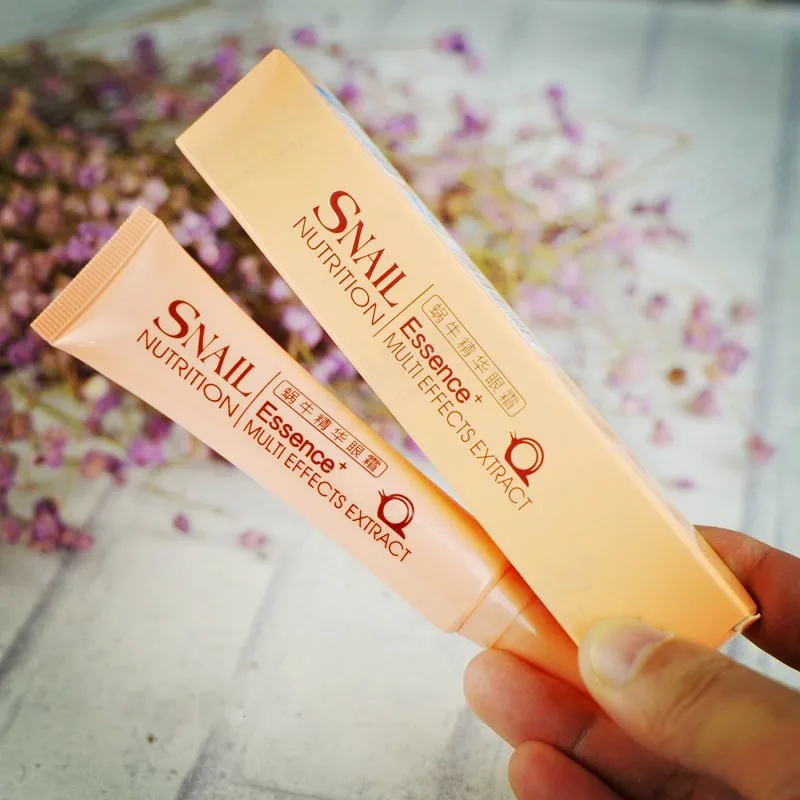 SNAIL
NUTRITION
蜗牛精华眼霜
Essence+
MULTI EFFECTS EXTRACT
SNAIL
NUTRITION
蜗牛精华眼霜
Essence+
MULTI EFFECTS EXTRACT